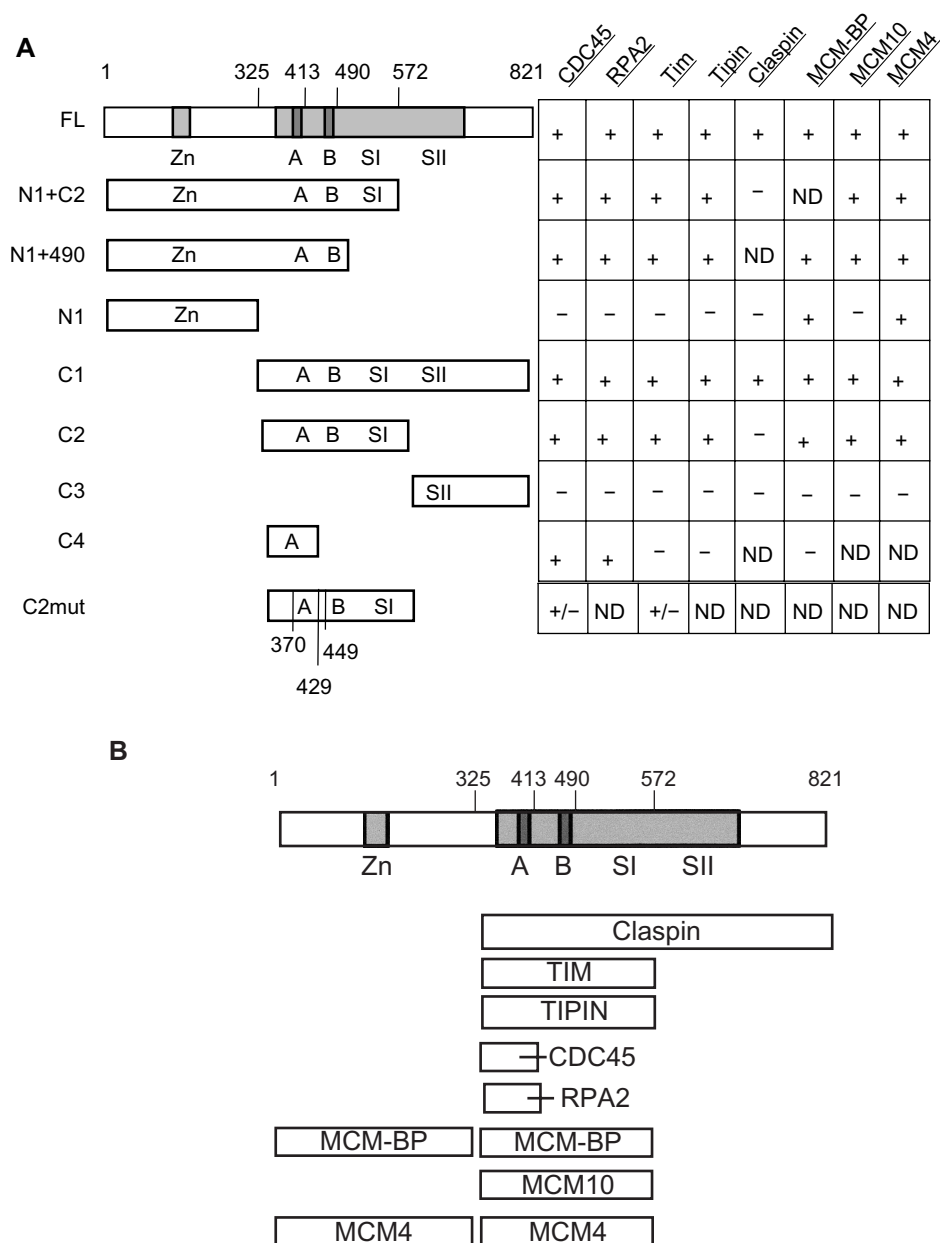 A
CDC45 RPA2 Tim Tipin Claspin MCM-BP MCM10 MCM4
1 325 413 490 572 821
FL + + + + + + + +
Zn A B SI SII
N1+C2 Zn A B SI + + + + – ND + +
N1+490 Zn A B + + + + ND + + +
N1 Zn – – – – – + – +
C1 A B SI SII + + + + + + + +
C2 A B SI + + + + – + + +
C3 SII – – – – – – – –
C4 A + + – – ND – ND ND
C2mut A B SI +/– ND +/– ND ND ND ND ND
370 449
429
B
1 325 413 490 572 821
Zn A B SI SII
Claspin
TIM
TIPIN
CDC45
RPA2
MCM-BP MCM-BP
MCM10
MCM4 MCM4